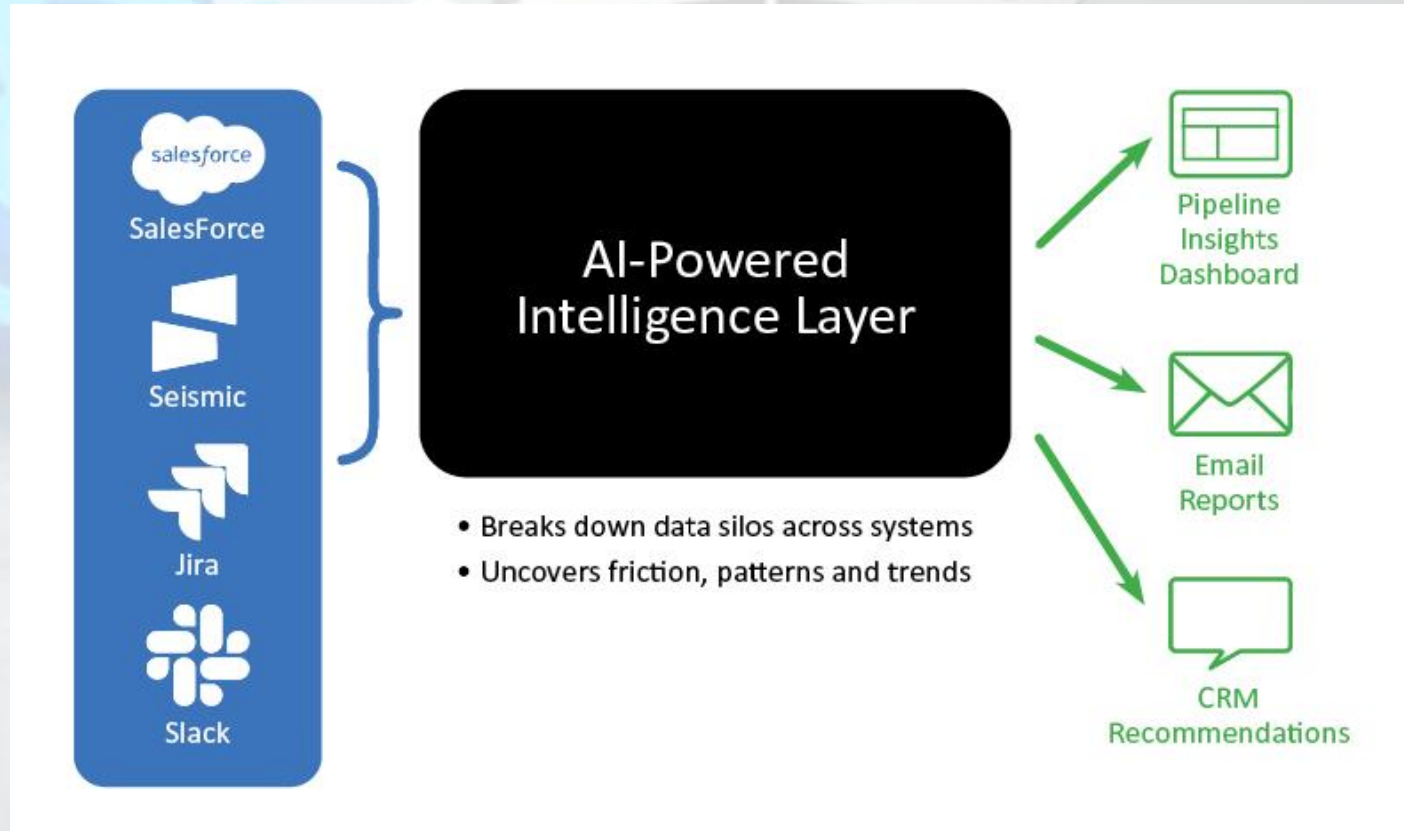 salesforce
SalesForce
Seismic
Jira
Slack
AI-Powered
Intelligence Layer
• Breaks down data silos across systems
• Uncovers friction, patterns and trends
Pipeline
Insights
Dashboard
Email
Reports
CRM
Recommendations